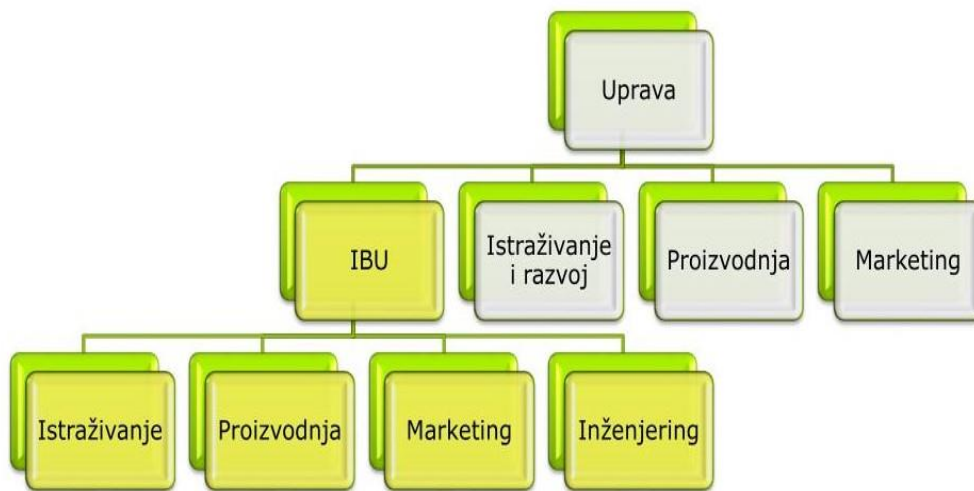 Uprava
IBU
Istraživanje
i razvoj
Proizvodnja
Marketing
Istraživanje
Proizvodnja
Marketing
Inženjering